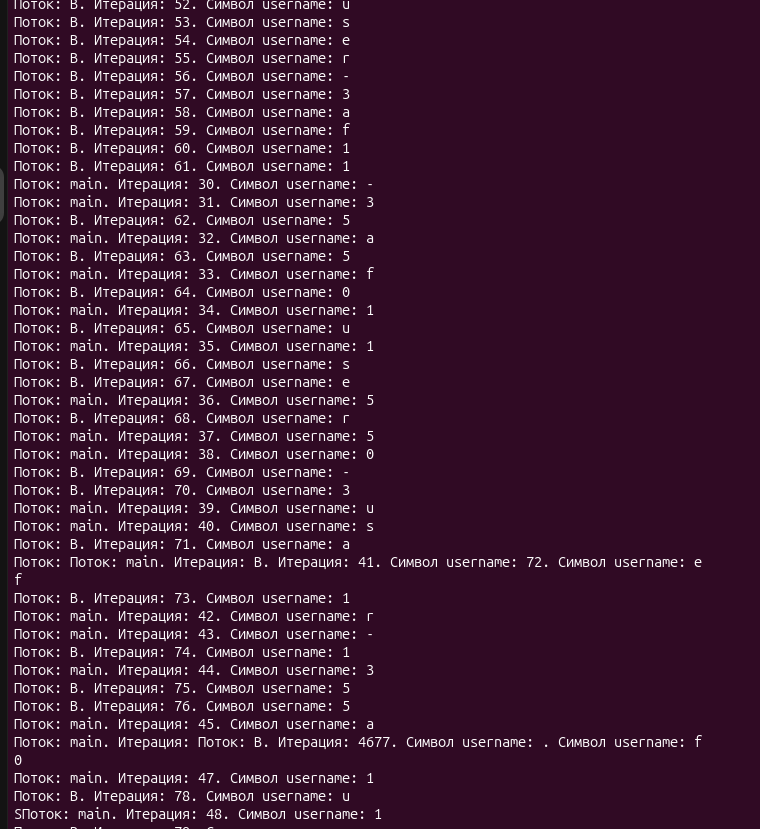 Поток: B. Итерация: 52. Символ username: u
Поток: B. Итерация: 53. Символ username: s
Поток: B. Итерация: 54. Символ username: e
Поток: B. Итерация: 55. Символ username: r
Поток: B. Итерация: 56. Символ username: -
Поток: B. Итерация: 57. Символ username: 3
Поток: B. Итерация: 58. Символ username: a
Поток: B. Итерация: 59. Символ username: f
Поток: B. Итерация: 60. Символ username: 1
Поток: B. Итерация: 61. Символ username: 1
Поток: main. Итерация: 30. Символ username: -
Поток: main. Итерация: 31. Символ username: 3
Поток: B. Итерация: 62. Символ username: 5
Поток: main. Итерация: 32. Символ username: a
Поток: B. Итерация: 63. Символ username: 5
Поток: main. Итерация: 33. Символ username: f
Поток: B. Итерация: 64. Символ username: 0
Поток: main. Итерация: 34. Символ username: 1
Поток: B. Итерация: 65. Символ username: u
Поток: main. Итерация: 35. Символ username: 1
Поток: B. Итерация: 66. Символ username: s
Поток: B. Итерация: 67. Символ username: e
Поток: main. Итерация: 36. Символ username: 5
Поток: B. Итерация: 68. Символ username: r
Поток: main. Итерация: 37. Символ username: 5
Поток: main. Итерация: 38. Символ username: 0
Поток: B. Итерация: 69. Символ username: -
Поток: B. Итерация: 70. Символ username: 3
Поток: main. Итерация: 39. Символ username: u
Поток: main. Итерация: 40. Символ username: s
Поток: B. Итерация: 71. Символ username: a
Поток: Поток: main. Итерация: B. Итерация: 41. Символ username: 72. Символ username: e
f
Поток: B. Итерация: 73. Символ username: 1
Поток: main. Итерация: 42. Символ username: r
Поток: main. Итерация: 43. Символ username: -
Поток: B. Итерация: 74. Символ username: 1
Поток: main. Итерация: 44. Символ username: 3
Поток: B. Итерация: 75. Символ username: 5
Поток: B. Итерация: 76. Символ username: 5
Поток: main. Итерация: 45. Символ username: a
Поток: main. Итерация: Поток: B. Итерация: 4677. Символ username: . Символ username: f
0
Поток: main. Итерация: 47. Символ username: 1
Поток: B. Итерация: 78. Символ username: u
SПоток: main. Итерация: 48. Символ username: 1